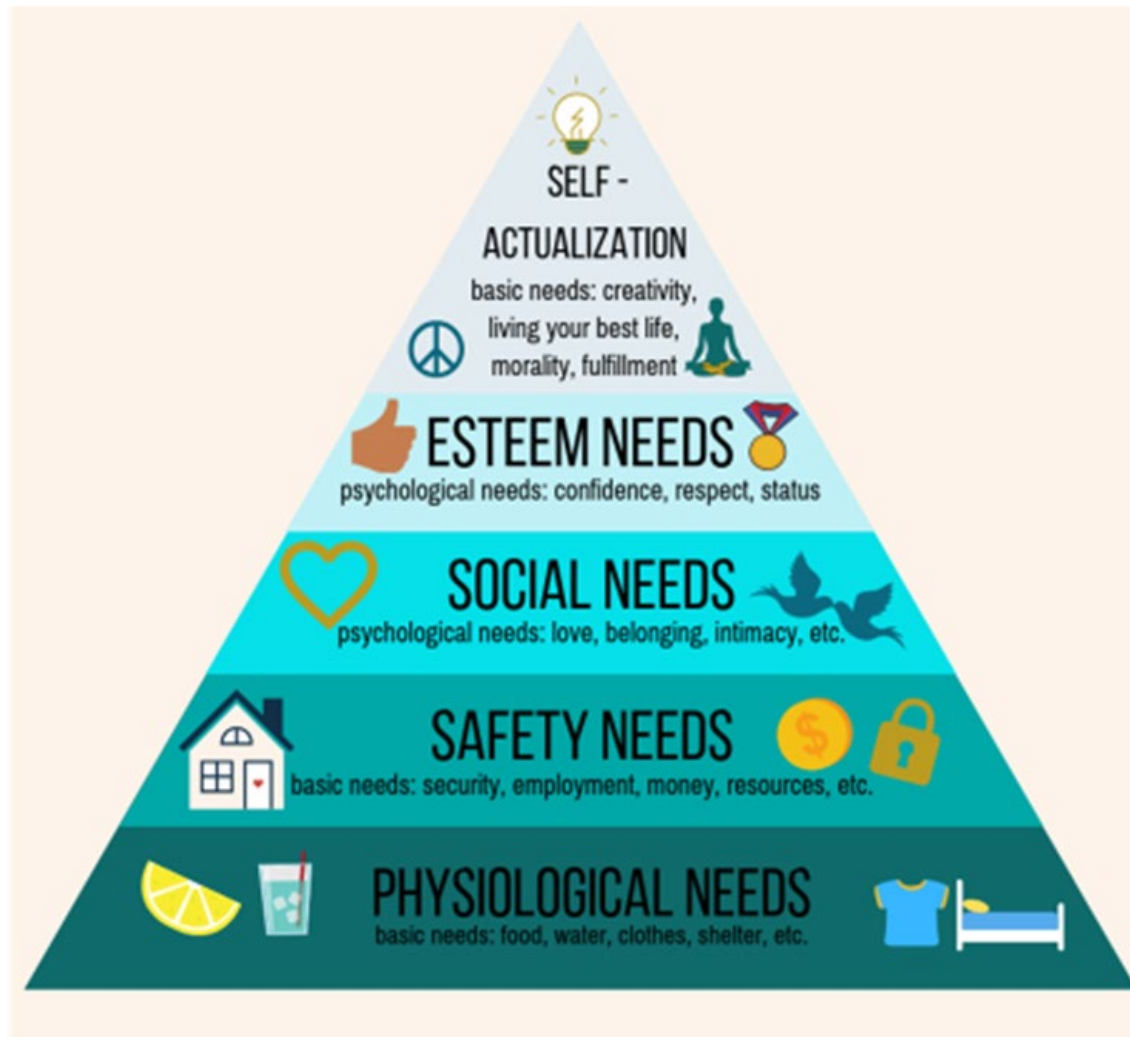 SELF -
ACTUALIZATION
basic needs: creativity,
living your best life,
morality, fulfillment
ESTEEM NEEDS
psychological needs: confidence, respect, status
SOCIAL NEEDS
psychological needs: love, belonging, intimacy, etc.
SAFETY NEEDS
basic needs: security, employment, money, resources, etc.
PHYSIOLOGICAL NEEDS
basic needs: food, water, clothes, shelter, etc.